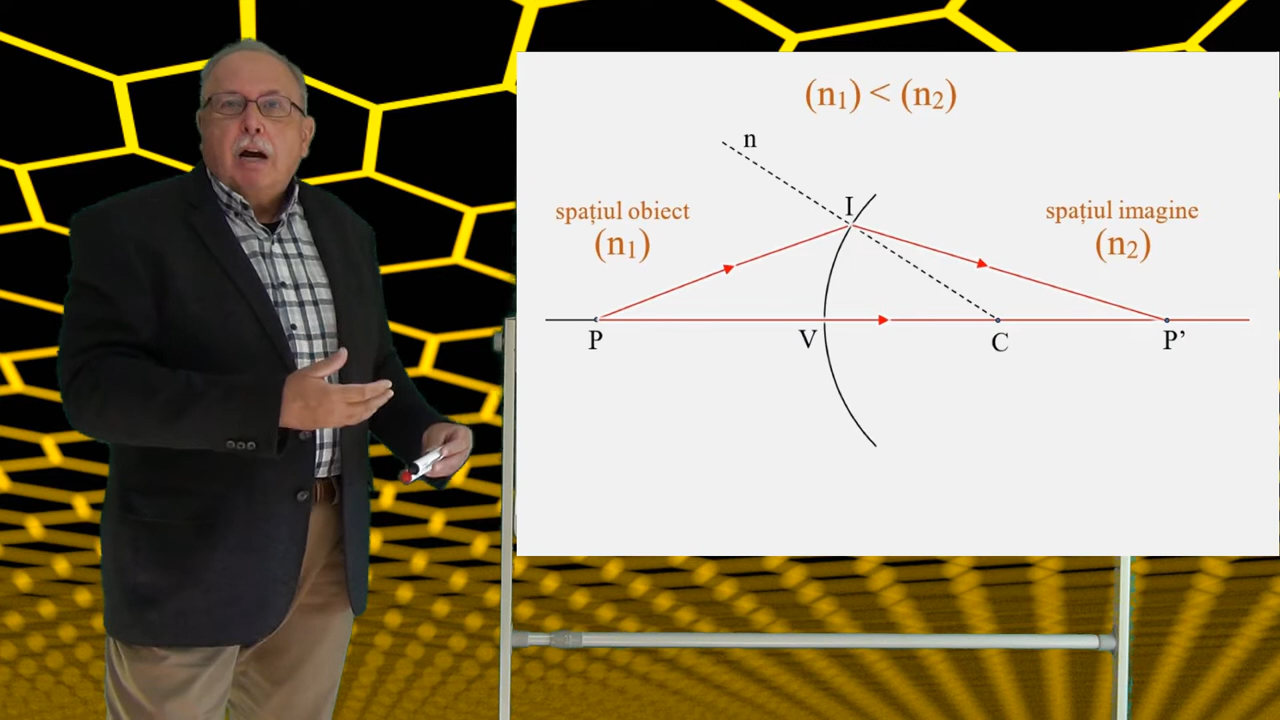 (n₁) < (n₂)
n
I
spațiul obiect
(n₁)
spațiul imagine
(n₂)
P
V
C
P’